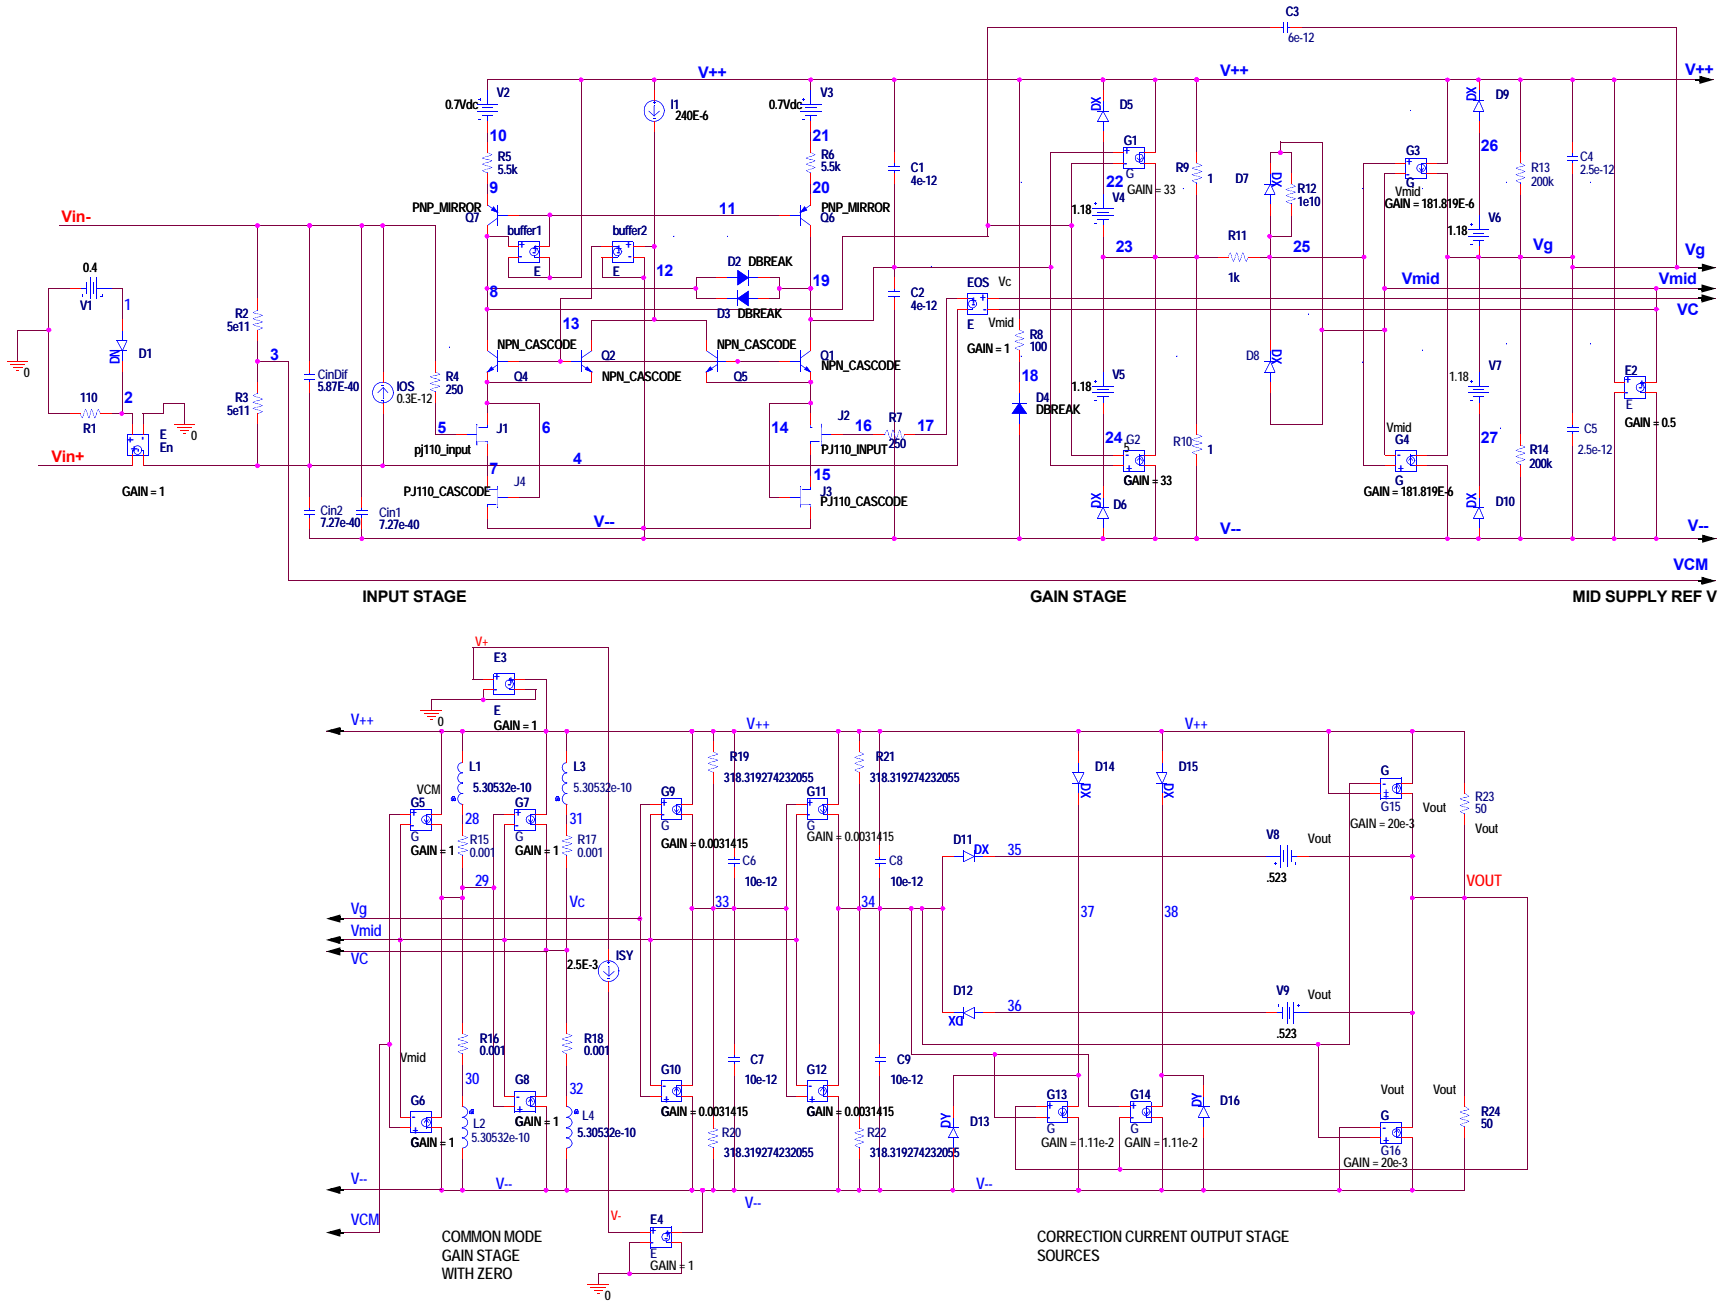 C3
6e-12
V++
V++
V++
V2
0.7Vdc
I1
240E-6
V3
0.7Vdc
DX
D5
DX
D9
10
21
R5
5.5k
R6
5.5k
C1
4e-12
G1
G
GAIN = 33
R9
1
D7
DX
R12
1e10
G3
G
Vmid
GAIN = 181.819E-6
26
R13
200k
C4
2.5e-12
9
20
22
V4
1.18
V6
1.18
PNP_MIRROR
Q7
11
PNP_MIRROR
Q6
Vin-
buffer1
E
buffer2
E
12
23
R11
1k
25
Vg
Vg
0.4
V1
1
D2
DBREAK
D3
DBREAK
8
19
C2
4e-12
EOS
Vc
E
Vmid
GAIN = 1
Vmid
Vmid
VC
R2
5e11
13
R8
100
DN
D1
3
NPN_CASCODE
Q2
NPN_CASCODE
Q4
NPN_CASCODE
Q5
Q1
NPN_CASCODE
D8
DX
0
CinDif
5.87E-40
IOS
0.3E-12
R4
250
18
D4
DBREAK
V5
1.18
V7
1.18
E2
E
GAIN = 0.5
110
R1
2
R3
5e11
E
En
0
5
J1
pj110_input
6
14
J2
16
R7
250
17
PJ110_INPUT
24
G2
G
GAIN = 33
R10
1
Vmid
G4
G
GAIN = 181.819E-6
27
R14
200k
C5
2.5e-12
Vin+
4
GAIN = 1
7
J4
PJ110_CASCODE
15
J3
PJ110_CASCODE
DX
D6
DX
D10
Cin2
7.27e-40
Cin1
7.27e-40
V--
V--
V--
VCM
INPUT STAGE
GAIN STAGE
MID SUPPLY REF V
V+
E3
E
GAIN = 1
0
V++
V++
V++
L1
5.30532e-10
L3
5.30532e-10
R19
318.319274232055
R21
318.319274232055
D14
DX
D15
DX
G
G15
GAIN = 20e-3
VCM
G5
G
GAIN = 1
28
R15
0.001
G7
G
GAIN = 1
31
R17
0.001
G9
G
GAIN = 0.0031415
G11
G
GAIN = 0.0031415
Vout
R23
50
Vout
C6
10e-12
C8
10e-12
D11
DX
35
V8
.523
Vout
29
Vc
VOUT
Vg
33
34
37
38
Vmid
VC
2.5E-3
ISY
D12
DX
36
V9
.523
Vout
R16
0.001
R18
0.001
Vmid
30
G6
GAIN = 1
L2
5.30532e-10
G8
GAIN = 1
32
L4
5.30532e-10
G10
GAIN = 0.0031415
C7
10e-12
R20
318.319274232055
G12
GAIN = 0.0031415
C9
10e-12
R22
318.319274232055
DY
D13
G13
G
GAIN = 1.11e-2
G14
G
GAIN = 1.11e-2
DY
D16
Vout
Vout
G
G16
GAIN = 20e-3
R24
50
V--
V--
V--
V--
VCM
V-
E4
E
GAIN = 1
0
COMMON MODE
GAIN STAGE
WITH ZERO
CORRECTION CURRENT OUTPUT STAGE
SOURCES